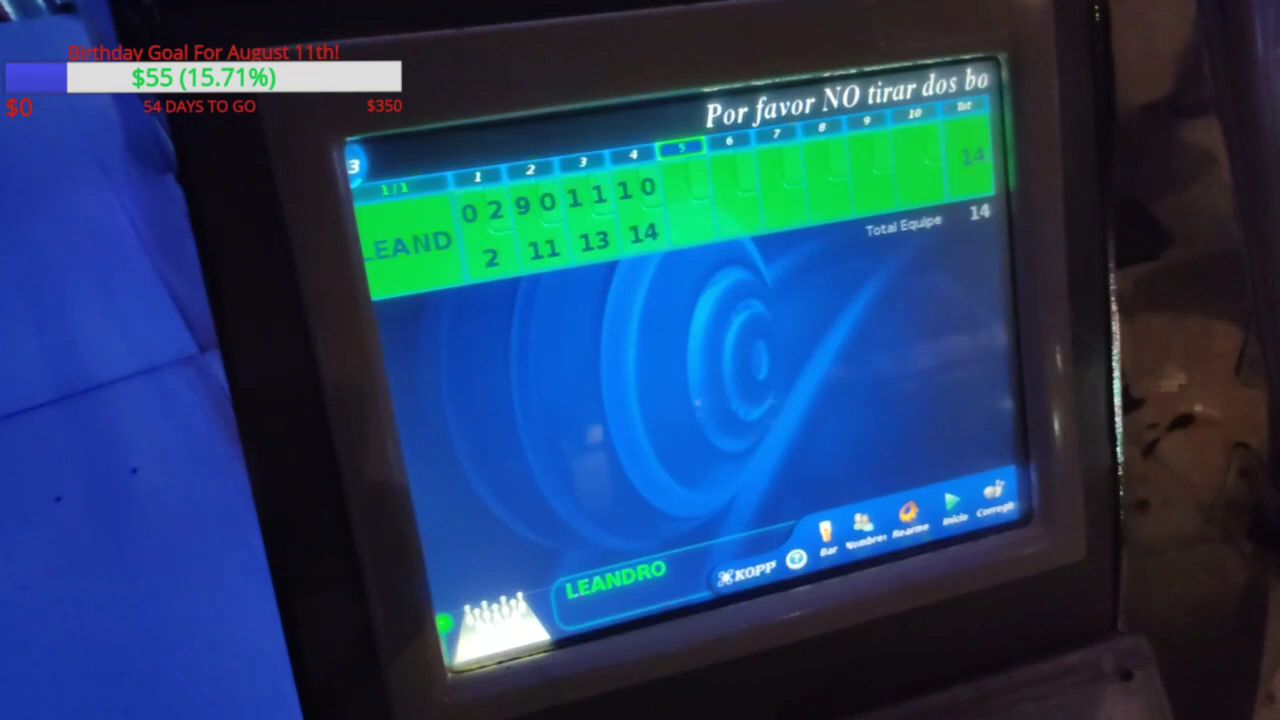 Birthday Goal For August 11th!
$55 (15.71%)
$0 54 DAYS TO GO $350
Por favor NO tirar dos bo
3
1/1 1 2 3 4 5 6 7 8 9 10 Tot
LEAND 0 2 9 0 1 1 1 0 14
2 11 13 14
Total Equipe 14
LEANDRO
KOPP ? Bar Nombres Rearme Inicio Corregir